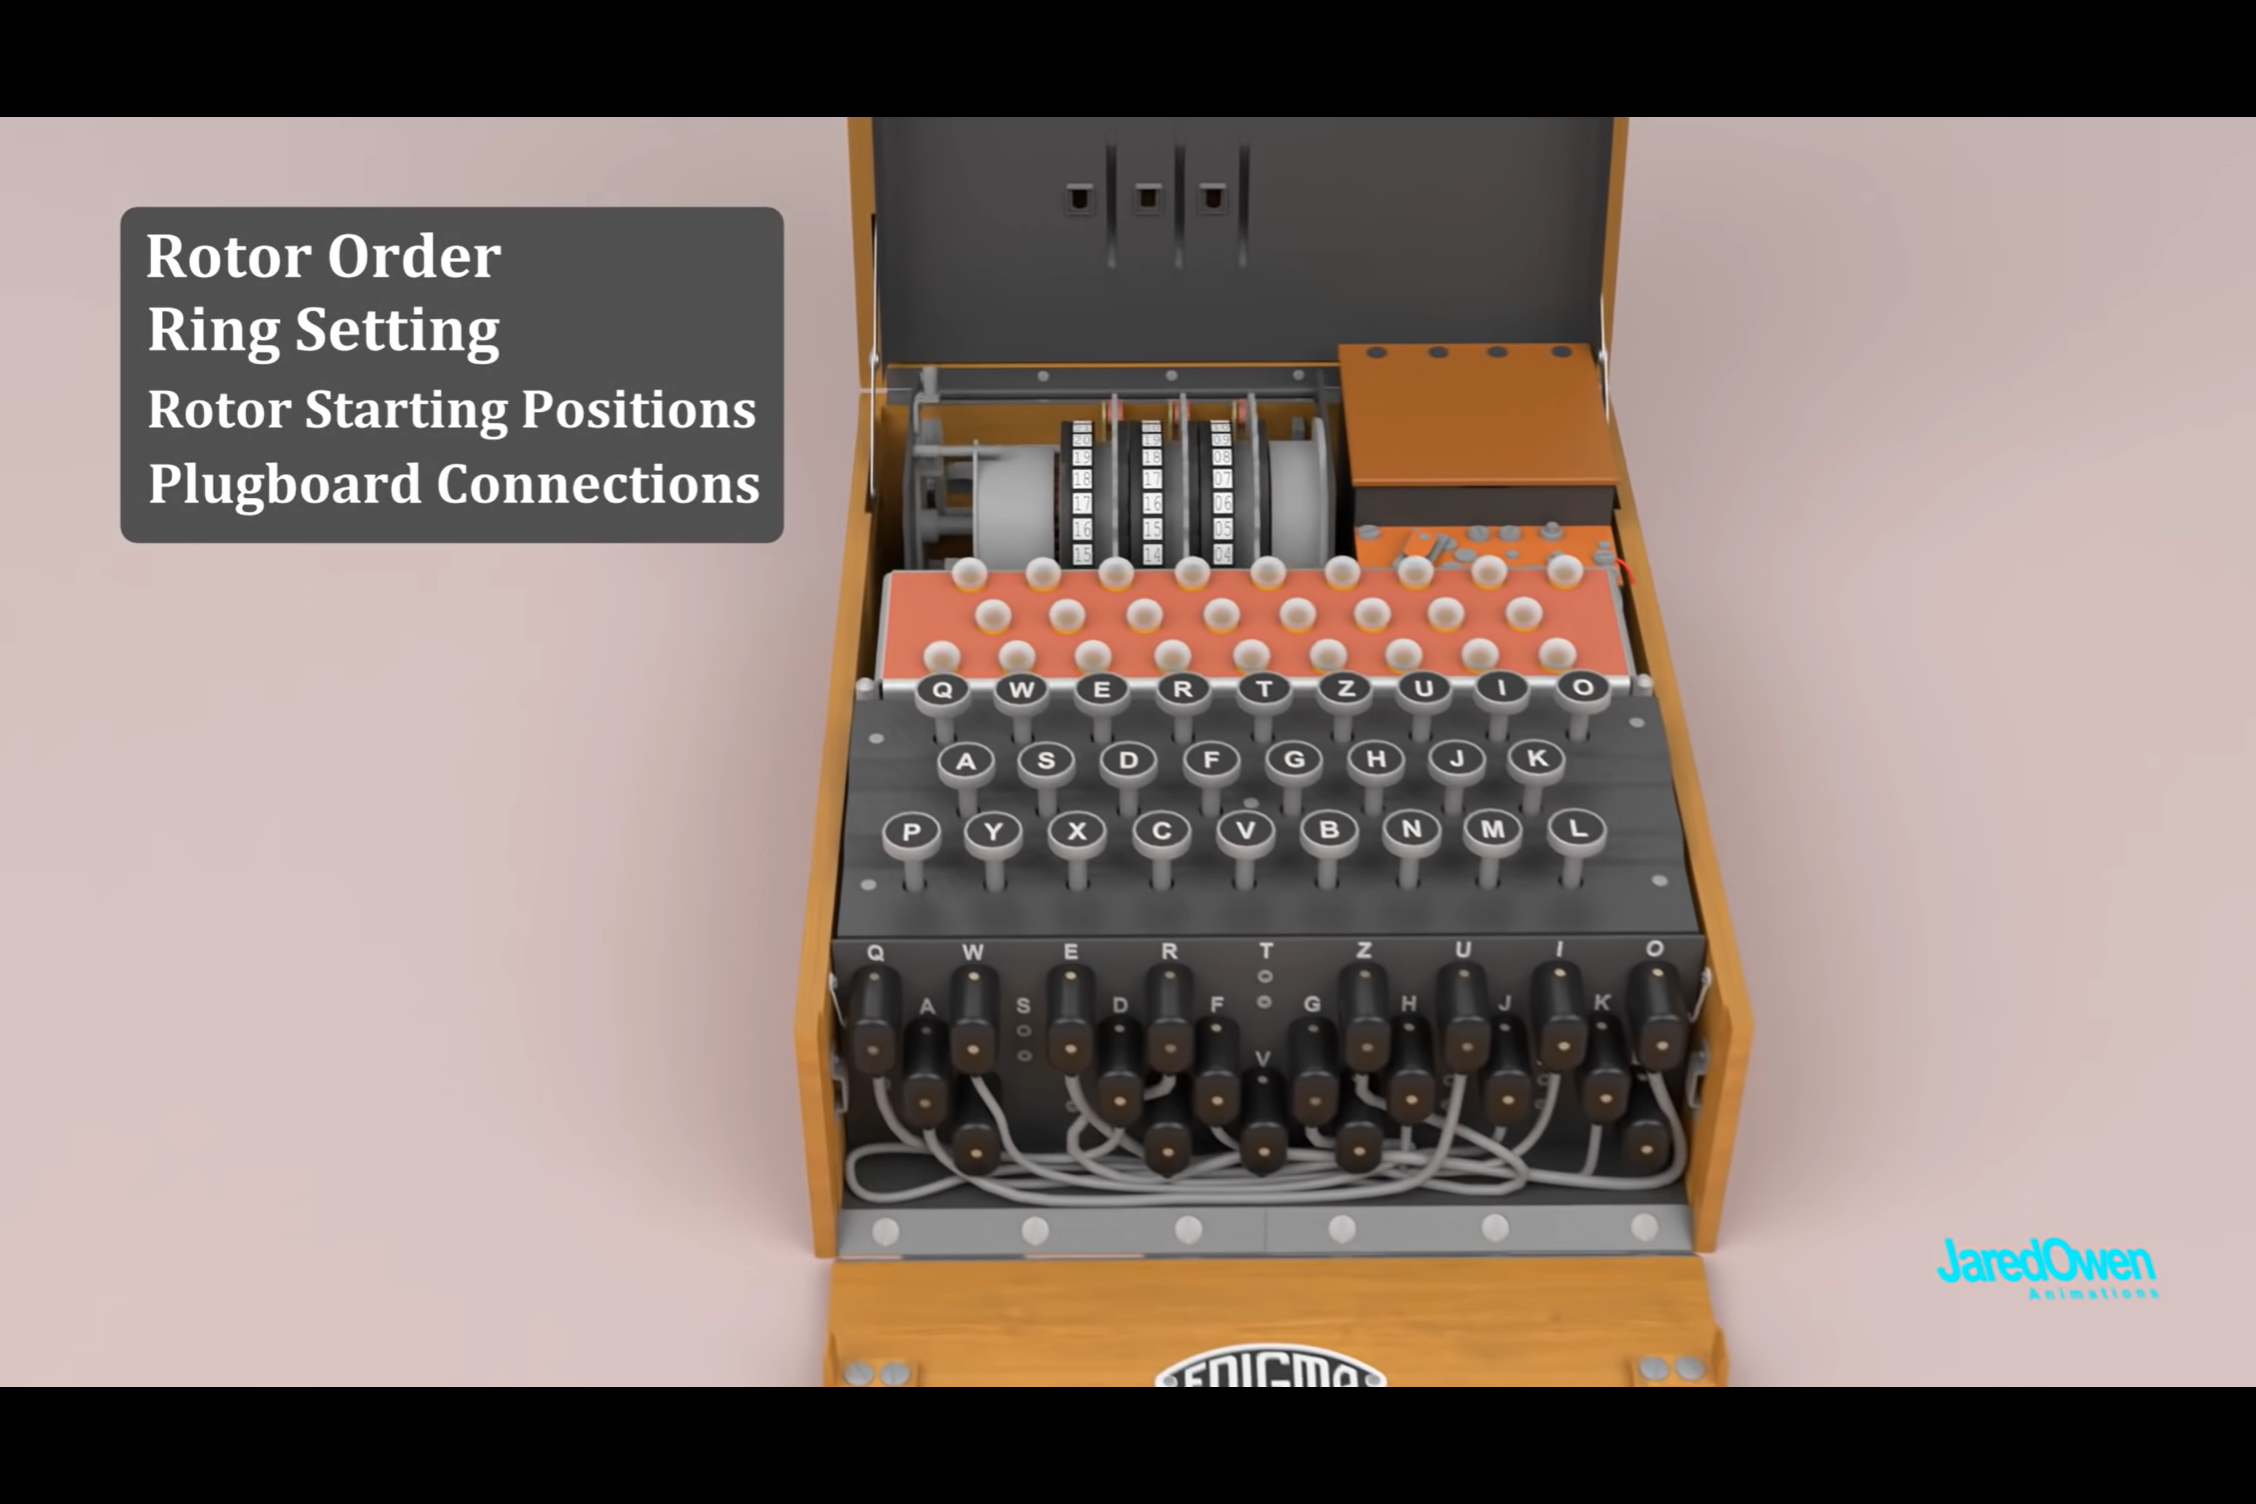 Rotor Order
Ring Setting
Rotor Starting Positions
Plugboard Connections
20 19 09
19 18 08
18 17 07
17 16 06
16 15 05
15 14 04
Q W E R T Z U I O
A S D F G H J K
P Y X C V B N M L
Q W E R T Z U I O
A S D F G H J K
V
JaredOwen
Animations
ENIGMA